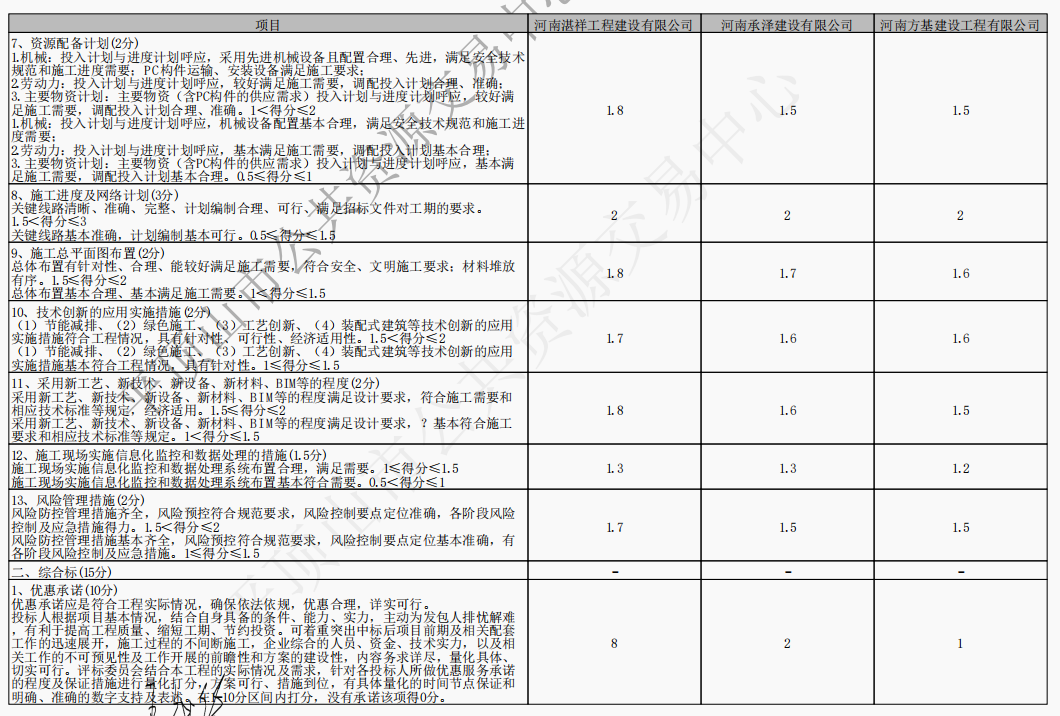 项目 河南湛祥工程建设有限公司 河南承泽建设有限公司 河南方基建设工程有限公司
7、资源配备计划(2分)
1.机械：投入计划与进度计划呼应，采用先进机械设备且配置合理、先进，满足安全技术
规范和施工进度需要；PC构件运输、安装设备满足施工要求；
2.劳动力：投入计划与进度计划呼应，较好满足施工需要，调配投入计划合理、准确；
3.主要物资计划：主要物资（含PC构件的供应需求）投入计划与进度计划呼应，较好满
足施工需要，调配投入计划合理、准确。1<得分≤2
1.机械：投入计划与进度计划呼应，机械设备配置基本合理，满足安全技术规范和施工进
度需要；
2.劳动力：投入计划与进度计划呼应，基本满足施工需要，调配投入计划基本合理；
3.主要物资计划：主要物资（含PC构件的供应需求）投入计划与进度计划呼应，基本满
足施工需要，调配投入计划基本合理。0.5≤得分≤1
1.8 1.5 1.5
8、施工进度及网络计划(3分)
关键线路清晰、准确、完整、计划编制合理、可行、满足招标文件对工期的要求。
1.5<得分≤3
关键线路基本准确，计划编制基本可行。0.5≤得分≤1.5
2 2 2
9、施工总平面图布置(2分)
总体布置有针对性、合理、能较好满足施工需要，符合安全、文明施工要求；材料堆放
有序。1.5≤得分≤2
总体布置基本合理、基本满足施工需要。1≤得分≤1.5
1.8 1.7 1.6
10、技术创新的应用实施措施(2分)
（1）节能减排、（2）绿色施工、（3）工艺创新、（4）装配式建筑等技术创新的应用
实施措施符合工程情况，具有针对性、可行性、经济适用性。1.5<得分≤2
（1）节能减排、（2）绿色施工、（3）工艺创新、（4）装配式建筑等技术创新的应用
实施措施基本符合工程情况，具有针对性。1≤得分≤1.5
1.7 1.6 1.6
11、采用新工艺、新技术、新设备、新材料、BIM等的程度(2分)
采用新工艺、新技术、新设备、新材料、BIM等的程度满足设计要求，符合施工需要和
相应技术标准等规定，经济适用。1.5≤得分≤2
采用新工艺、新技术、新设备、新材料、BIM等的程度满足设计要求，？基本符合施工
要求和相应技术标准等规定。1<得分≤1.5
1.8 1.6 1.5
12、施工现场实施信息化监控和数据处理的措施(1.5分)
施工现场实施信息化监控和数据处理系统布置合理，满足需要。1≤得分≤1.5
施工现场实施信息化监控和数据处理系统布置基本符合需要。0.5<得分≤1
1.3 1.3 1.2
13、风险管理措施(2分)
风险防控管理措施齐全，风险预控符合规范要求，风险控制要点定位准确，各阶段风险
控制及应急措施得力。1.5<得分≤2
风险防控管理措施基本齐全，风险预控符合规范要求，风险控制要点定位基本准确，有
各阶段风险控制及应急措施。1≤得分≤1.5
1.7 1.5 1.5
二、综合标(15分) - - -
1、优惠承诺(10分)
优惠承诺应是符合工程实际情况，确保依法依规，优惠合理，详实可行。
投标人根据项目基本情况，结合自身具备的条件、能力、实力，主动为发包人排忧解难
，有利于提高工程质量、缩短工期、节约投资。可着重突出中标后项目前期及相关配套
工作的迅速展开，施工过程的不间断施工，企业综合的人员、资金、技术实力，以及相
关工作的不可预见性及工作开展的前瞻性和方案的建设性，内容务求详尽，量化具体、
切实可行。评标委员会结合本工程的实际情况及需求，针对各投标人所做优惠服务承诺
的程度及保证措施进行量化打分，方案可行、措施到位，有具体量化的时间节点保证和
明确、准确的数字支持及表述。在1-10分区间内打分，没有承诺该项得0分。
8 2 1
平顶山市公共资源交易中心
平顶山市公共资源交易中心